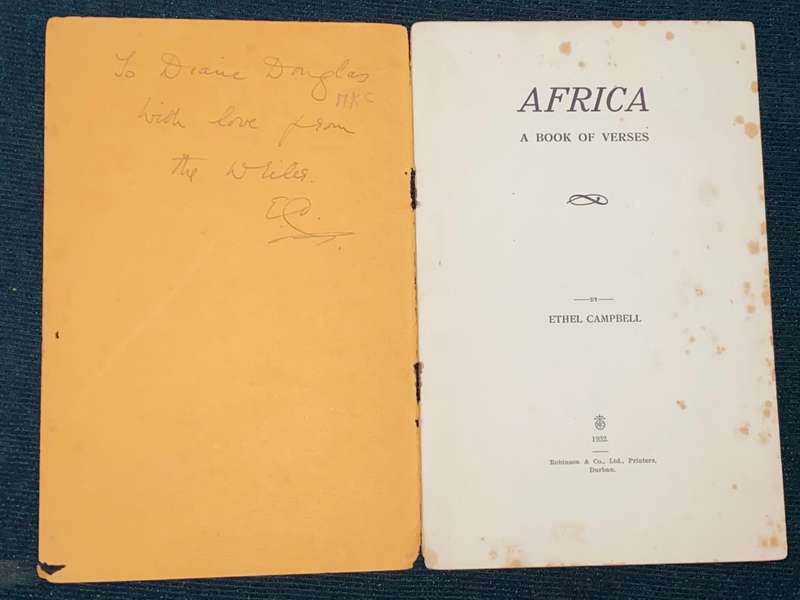 To Diane Douglas
MKC
with love from
the Writer.
E.C.
AFRICA
A BOOK OF VERSES
BY
ETHEL CAMPBELL
1932.
Robinson & Co., Ltd., Printers,
Durban.